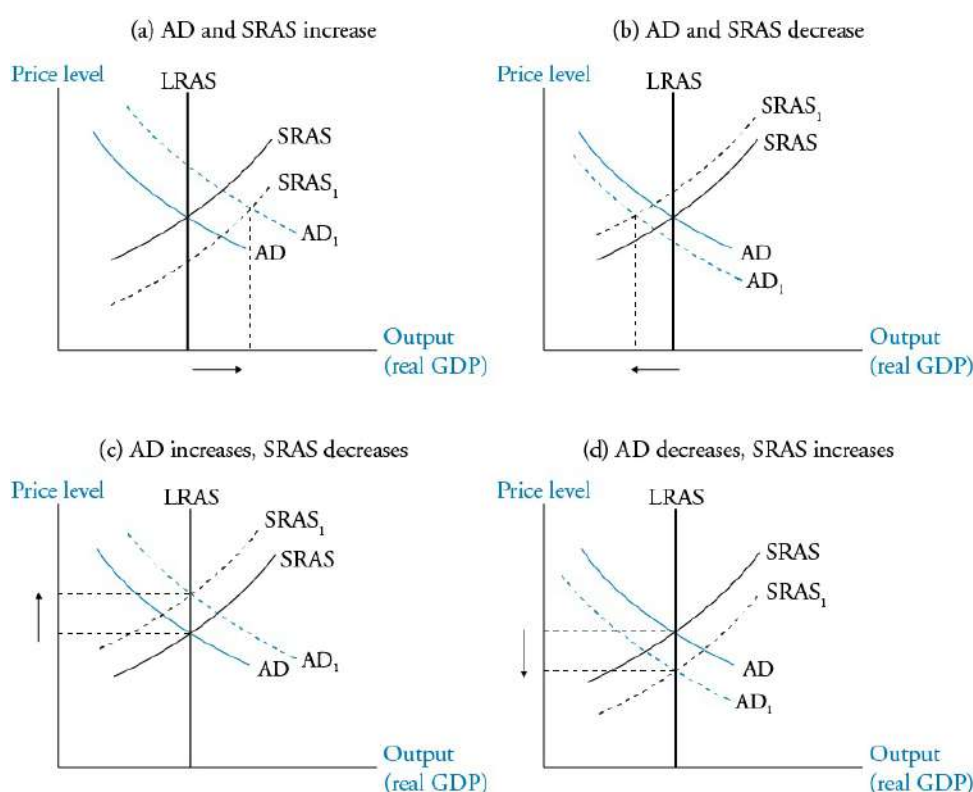 (a) AD and SRAS increase
Price level
LRAS
SRAS
SRAS₁
AD₁
AD
Output
(real GDP)
(b) AD and SRAS decrease
Price level
LRAS
SRAS₁
SRAS
AD
AD₁
Output
(real GDP)
(c) AD increases, SRAS decreases
Price level
LRAS
SRAS₁
SRAS
AD₁
AD
Output
(real GDP)
(d) AD decreases, SRAS increases
Price level
LRAS
SRAS
SRAS₁
AD
AD₁
Output
(real GDP)